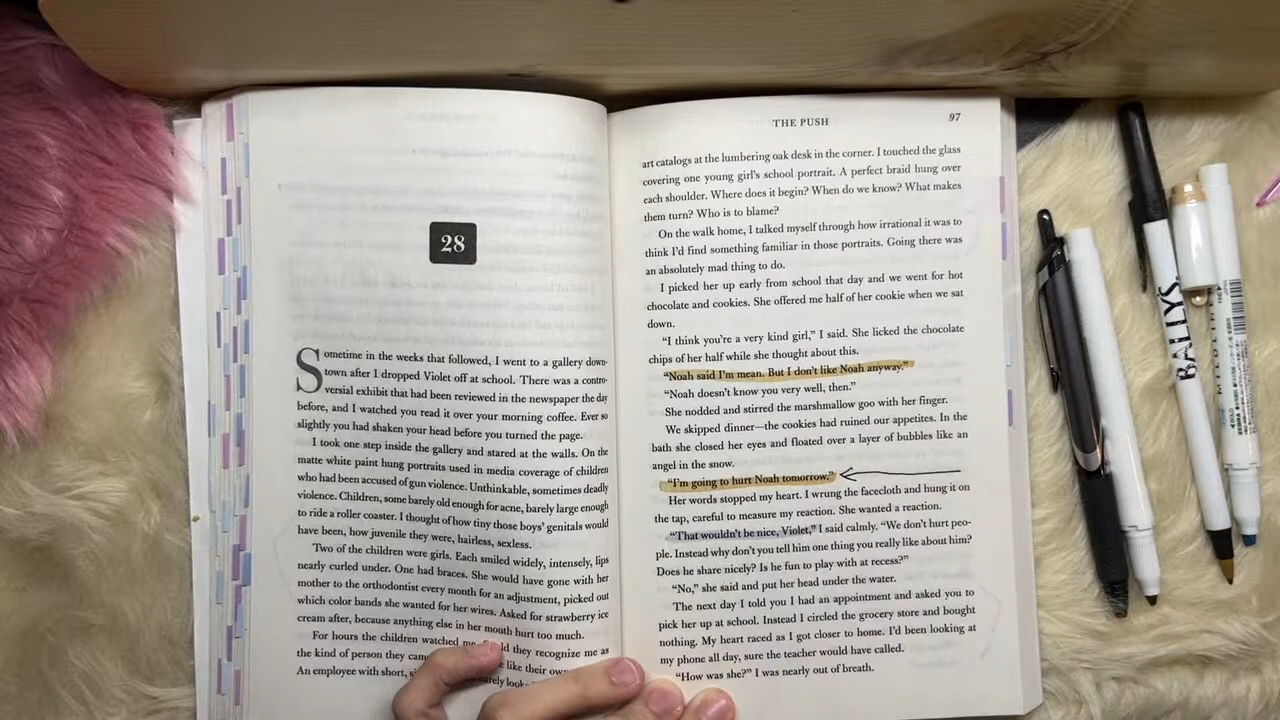 28
Sometime in the weeks that followed, I went to a gallery down-
town after I dropped Violet off at school. There was a contro-
versial exhibit that had been reviewed in the newspaper the day
before, and I watched you read it over your morning coffee. Ever so
slightly you had shaken your head before you turned the page.
I took one step inside the gallery and stared at the walls. On the
matte white paint hung portraits used in media coverage of children
who had been accused of gun violence. Unthinkable, sometimes deadly
violence. Children, some barely old enough for acne, barely large enough
to ride a roller coaster. I thought of how tiny those boys' genitals would
have been, how juvenile they were, hairless, sexless.
Two of the children were girls. Each smiled widely, intensely, lips
nearly curled under. One had braces. She would have gone with her
mother to the orthodontist every month for an adjustment, picked out
which color bands she wanted for her wires. Asked for strawberry ice
cream after, because anything else in her mouth hurt too much.
For hours the children watched me. they recognize me as
the kind of person they like their
An employee with short,
THE PUSH 97
art catalogs at the lumbering oak desk in the corner. I touched the glass
covering one young girl's school portrait. A perfect braid hung over
each shoulder. Where does it begin? When do we know? What makes
them turn? Who is to blame?
On the walk home, I talked myself through how irrational it was to
think I'd find something familiar in those portraits. Going there was
an absolutely mad thing to do.
I picked her up early from school that day and we went for hot
chocolate and cookies. She offered me half of her cookie when we sat
down.
"I think you're a very kind girl," I said. She licked the chocolate
chips of her half while she thought about this.
"Noah said I'm mean. But I don't like Noah anyway."
"Noah doesn't know you very well, then."
She nodded and stirred the marshmallow goo with her finger.
We skipped dinner—the cookies had ruined our appetites. In the
bath she closed her eyes and floated over a layer of bubbles like an
angel in the snow.
"I'm going to hurt Noah tomorrow."
Her words stopped my heart. I wrung the facecloth and hung it on
the tap, careful to measure my reaction. She wanted a reaction.
"That wouldn't be nice, Violet," I said calmly. "We don't hurt peo-
ple. Instead why don't you tell him one thing you really like about him?
Does he share nicely? Is he fun to play with at recess?"
"No," she said and put her head under the water.
The next day I told you I had an appointment and asked you to
pick her up at school. Instead I circled the grocery store and bought
nothing. My heart raced as I got closer to home. I'd been looking at
my phone all day, sure the teacher would have called.
"How was she?" I was nearly out of breath.
BALLY'S